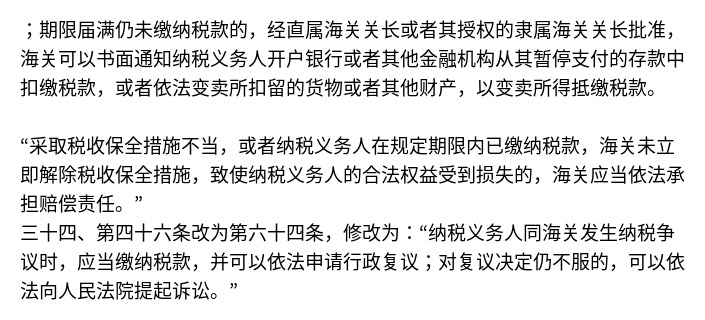 ；期限届满仍未缴纳税款的，经直属海关关长或者其授权的隶属海关关长批准，
海关可以书面通知纳税义务人开户银行或者其他金融机构从其暂停支付的存款中
扣缴税款，或者依法变卖所扣留的货物或者其他财产，以变卖所得抵缴税款。
“采取税收保全措施不当，或者纳税义务人在规定期限内已缴纳税款，海关未立
即解除税收保全措施，致使纳税义务人的合法权益受到损失的，海关应当依法承
担赔偿责任。”
三十四、第四十六条改为第六十四条，修改为：“纳税义务人同海关发生纳税争
议时，应当缴纳税款，并可以依法申请行政复议；对复议决定仍不服的，可以依
法向人民法院提起诉讼。”